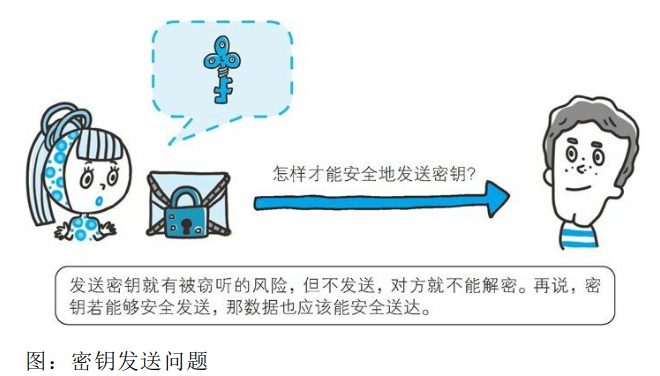 怎样才能安全地发送密钥?
发送密钥就有被窃听的风险，但不发送，对方就不能解密。再说，密
钥若能够安全发送，那数据也应该能安全送达。
图：密钥发送问题